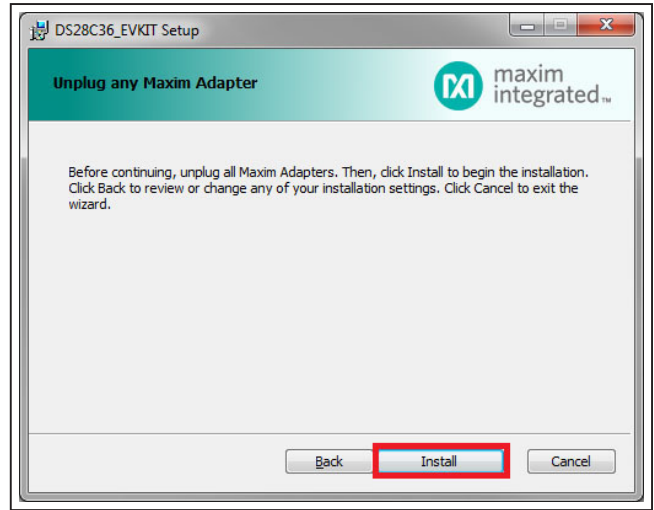 DS28C36_EVKIT Setup
Unplug any Maxim Adapter
maxim
integrated™
Before continuing, unplug all Maxim Adapters. Then, click Install to begin the installation.
Click Back to review or change any of your installation settings. Click Cancel to exit the
wizard.
Back
Install
Cancel